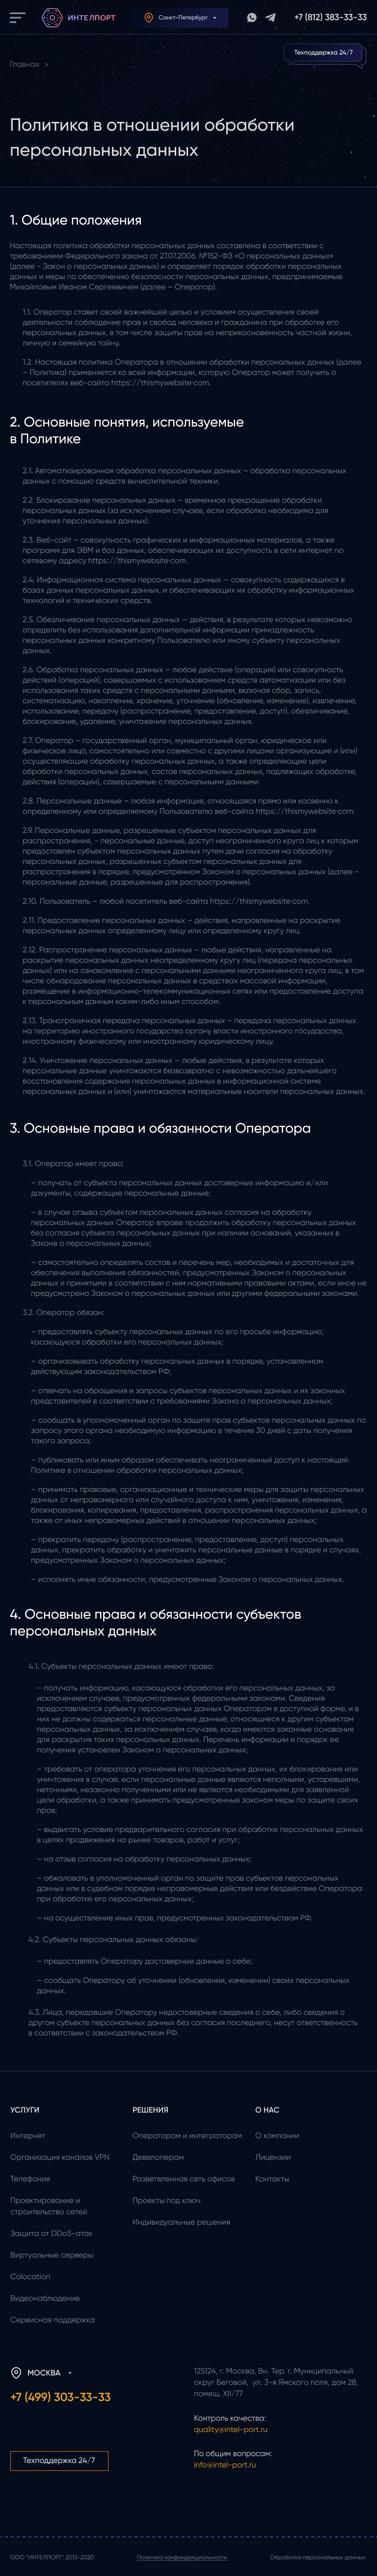 ИНТЕЛПОРТ
Санкт-Петербург
+7 (812) 383-33-33
Техподдержка 24/7
Главная
Политика в отношении обработки
персональных данных
1. Общие положения
Настоящая политика обработки персональных данных составлена в соответствии с
требованиями Федерального закона от 27.07.2006. №152-ФЗ «О персональных данных»
(далее - Закон о персональных данных) и определяет порядок обработки персональных
данных и меры по обеспечению безопасности персональных данных, предпринимаемые
Михайловым Иваном Сергеевичем (далее – Оператор).
1.1. Оператор ставит своей важнейшей целью и условием осуществления своей
деятельности соблюдение прав и свобод человека и гражданина при обработке его
персональных данных, в том числе защиты прав на неприкосновенность частной жизни,
личную и семейную тайну.
1.2. Настоящая политика Оператора в отношении обработки персональных данных (далее
– Политика) применяется ко всей информации, которую Оператор может получить о
посетителях веб-сайта https://thismywebsite·com.
2. Основные понятия, используемые
в Политике
2.1. Автоматизированная обработка персональных данных – обработка персональных
данных с помощью средств вычислительной техники.
2.2. Блокирование персональных данных – временное прекращение обработки
персональных данных (за исключением случаев, если обработка необходима для
уточнения персональных данных).
2.3. Веб-сайт – совокупность графических и информационных материалов, а также
программ для ЭВМ и баз данных, обеспечивающих их доступность в сети интернет по
сетевому адресу https://thismywebsite·com.
2.4. Информационная система персональных данных — совокупность содержащихся в
базах данных персональных данных, и обеспечивающих их обработку информационных
технологий и технических средств.
2.5. Обезличивание персональных данных — действия, в результате которых невозможно
определить без использования дополнительной информации принадлежность
персональных данных конкретному Пользователю или иному субъекту персональных
данных.
2.6. Обработка персональных данных – любое действие (операция) или совокупность
действий (операций), совершаемых с использованием средств автоматизации или без
использования таких средств с персональными данными, включая сбор, запись,
систематизацию, накопление, хранение, уточнение (обновление, изменение), извлечение,
использование, передачу (распространение, предоставление, доступ), обезличивание,
блокирование, удаление, уничтожение персональных данных.
2.7. Оператор – государственный орган, муниципальный орган, юридическое или
физическое лицо, самостоятельно или совместно с другими лицами организующие и (или)
осуществляющие обработку персональных данных, а также определяющие цели
обработки персональных данных, состав персональных данных, подлежащих обработке,
действия (операции), совершаемые с персональными данными.
2.8. Персональные данные – любая информация, относящаяся прямо или косвенно к
определенному или определяемому Пользователю веб-сайта https://thismywebsite·com.
2.9. Персональные данные, разрешенные субъектом персональных данных для
распространения, - персональные данные, доступ неограниченного круга лиц к которым
предоставлен субъектом персональных данных путем дачи согласия на обработку
персональных данных, разрешенных субъектом персональных данных для
распространения в порядке, предусмотренном Законом о персональных данных (далее -
персональные данные, разрешенные для распространения).
2.10. Пользователь – любой посетитель веб-сайта https://thismywebsite·com.
2.11. Предоставление персональных данных – действия, направленные на раскрытие
персональных данных определенному лицу или определенному кругу лиц.
2.12. Распространение персональных данных – любые действия, направленные на
раскрытие персональных данных неопределенному кругу лиц (передача персональных
данных) или на ознакомление с персональными данными неограниченного круга лиц, в том
числе обнародование персональных данных в средствах массовой информации,
размещение в информационно-телекоммуникационных сетях или предоставление доступа
к персональным данным каким-либо иным способом.
2.13. Трансграничная передача персональных данных – передача персональных данных
на территорию иностранного государства органу власти иностранного государства,
иностранному физическому или иностранному юридическому лицу.
2.14. Уничтожение персональных данных – любые действия, в результате которых
персональные данные уничтожаются безвозвратно с невозможностью дальнейшего
восстановления содержания персональных данных в информационной системе
персональных данных и (или) уничтожаются материальные носители персональных данных.
3. Основные права и обязанности Оператора
3.1. Оператор имеет право:
– получать от субъекта персональных данных достоверные информацию и/или
документы, содержащие персональные данные;
– в случае отзыва субъектом персональных данных согласия на обработку
персональных данных Оператор вправе продолжить обработку персональных данных
без согласия субъекта персональных данных при наличии оснований, указанных в
Законе о персональных данных;
– самостоятельно определять состав и перечень мер, необходимых и достаточных для
обеспечения выполнения обязанностей, предусмотренных Законом о персональных
данных и принятыми в соответствии с ним нормативными правовыми актами, если иное не
предусмотрено Законом о персональных данных или другими федеральными законами.
3.2. Оператор обязан:
– предоставлять субъекту персональных данных по его просьбе информацию,
касающуюся обработки его персональных данных;
– организовывать обработку персональных данных в порядке, установленном
действующим законодательством РФ;
– отвечать на обращения и запросы субъектов персональных данных и их законных
представителей в соответствии с требованиями Закона о персональных данных;
– сообщать в уполномоченный орган по защите прав субъектов персональных данных по
запросу этого органа необходимую информацию в течение 30 дней с даты получения
такого запроса;
– публиковать или иным образом обеспечивать неограниченный доступ к настоящей
Политике в отношении обработки персональных данных;
– принимать правовые, организационные и технические меры для защиты персональных
данных от неправомерного или случайного доступа к ним, уничтожения, изменения,
блокирования, копирования, предоставления, распространения персональных данных, а
также от иных неправомерных действий в отношении персональных данных;
– прекратить передачу (распространение, предоставление, доступ) персональных
данных, прекратить обработку и уничтожить персональные данные в порядке и случаях,
предусмотренных Законом о персональных данных;
– исполнять иные обязанности, предусмотренные Законом о персональных данных.
4. Основные права и обязанности субъектов
персональных данных
4.1. Субъекты персональных данных имеют право:
– получать информацию, касающуюся обработки его персональных данных, за
исключением случаев, предусмотренных федеральными законами. Сведения
предоставляются субъекту персональных данных Оператором в доступной форме, и в
них не должны содержаться персональные данные, относящиеся к другим субъектам
персональных данных, за исключением случаев, когда имеются законные основания
для раскрытия таких персональных данных. Перечень информации и порядок ее
получения установлен Законом о персональных данных;
– требовать от оператора уточнения его персональных данных, их блокирования или
уничтожения в случае, если персональные данные являются неполными, устаревшими,
неточными, незаконно полученными или не являются необходимыми для заявленной
цели обработки, а также принимать предусмотренные законом меры по защите своих
прав;
– выдвигать условие предварительного согласия при обработке персональных данных
в целях продвижения на рынке товаров, работ и услуг;
– на отзыв согласия на обработку персональных данных;
– обжаловать в уполномоченный орган по защите прав субъектов персональных
данных или в судебном порядке неправомерные действия или бездействие Оператора
при обработке его персональных данных;
– на осуществление иных прав, предусмотренных законодательством РФ.
4.2. Субъекты персональных данных обязаны:
– предоставлять Оператору достоверные данные о себе;
– сообщать Оператору об уточнении (обновлении, изменении) своих персональных
данных.
4.3. Лица, передавшие Оператору недостоверные сведения о себе, либо сведения о
другом субъекте персональных данных без согласия последнего, несут ответственность
в соответствии с законодательством РФ.
УСЛУГИ
Интернет
Организация каналов VPN
Телефония
Проектирование и
строительство сетей
Защита от DDoS-атак
Виртуальные серверы
Colocation
Видеонаблюдение
Сервисная поддержка
РЕШЕНИЯ
Операторам и интеграторам
Девелоперам
Разветвленная сеть офисов
Проекты под ключ
Индивидуальные решения
О НАС
О компании
Лицензии
Контакты
МОСКВА
+7 (499) 303-33-33
Техподдержка 24/7
125124, г. Москва, Вн. Тер. г. Муниципальный
округ Беговой, ул. 3-я Ямского поля, дом 28,
помещ. XII/77
Контроль качества:
quality@intel-port.ru
По общим вопросам:
info@intel-port.ru
ООО "ИНТЕЛПОРТ" 2013-2020
Политика конфиденциальности
Обработка персональных данных